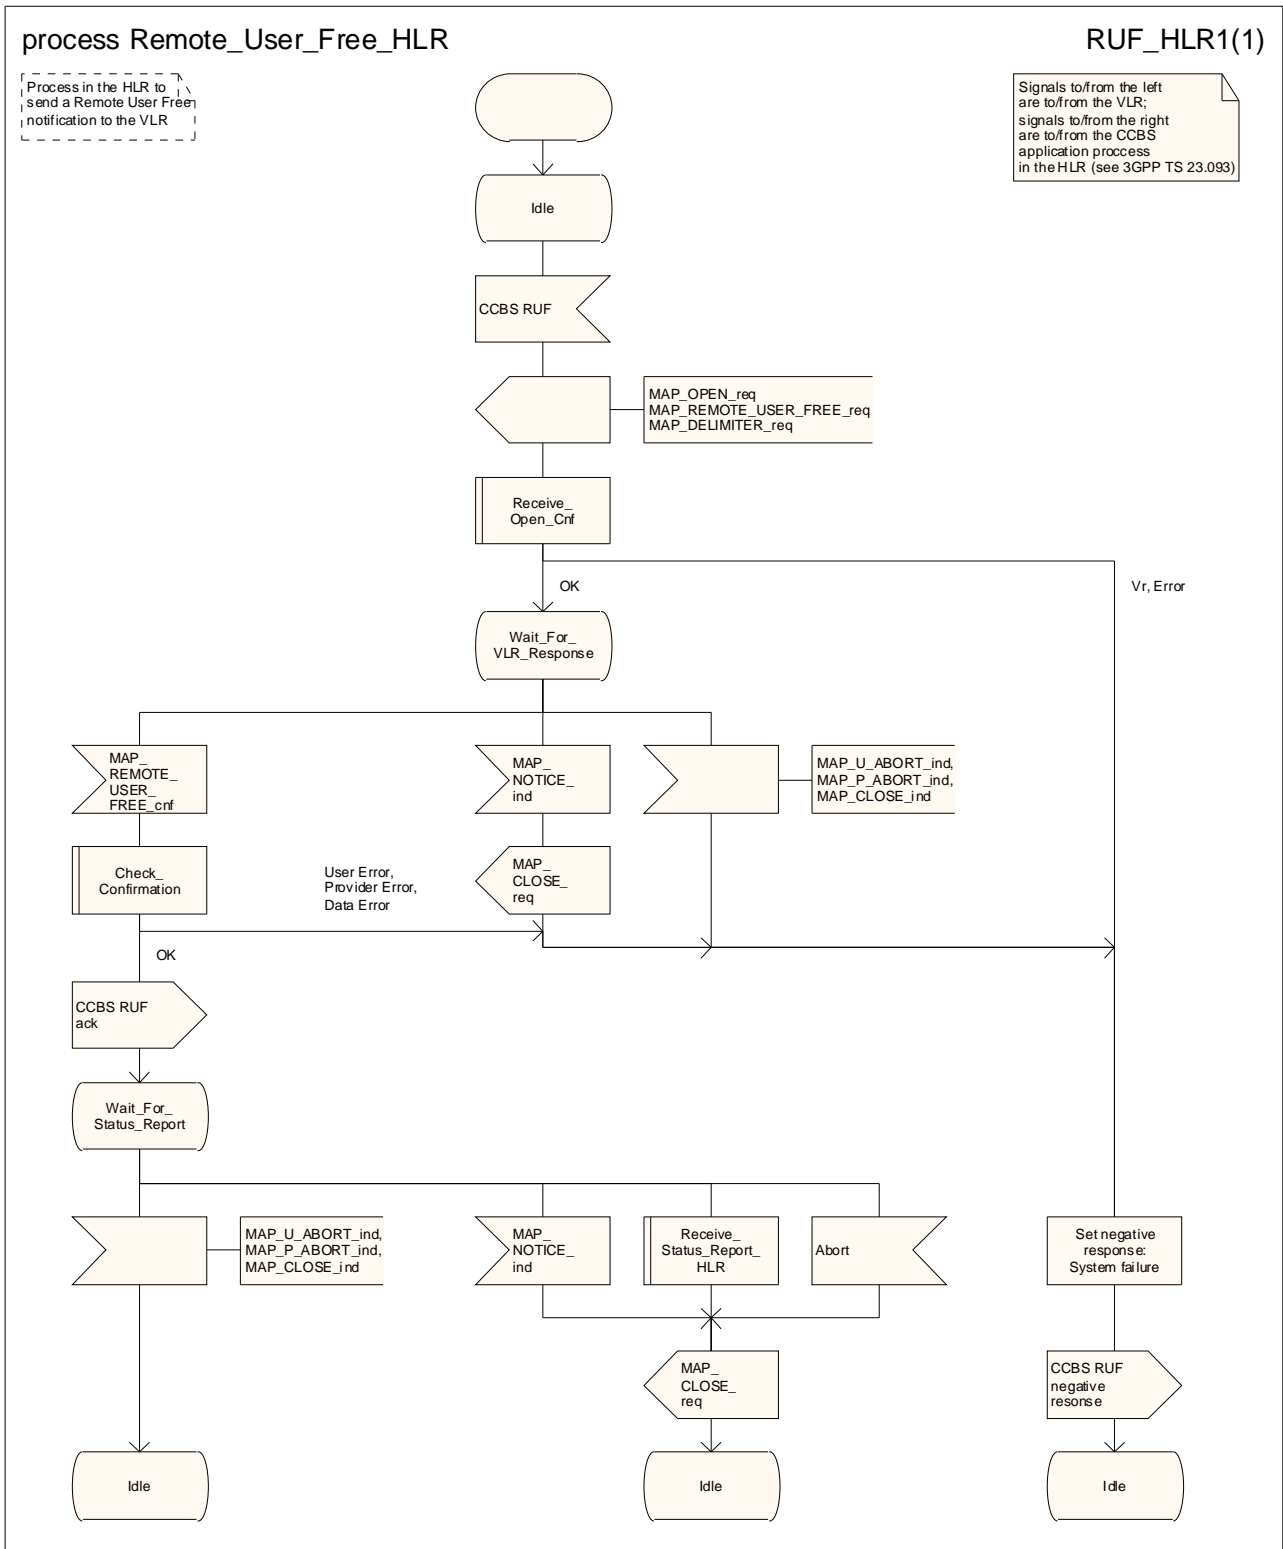 process Remote_User_Free_HLR
RUF_HLR1(1)
Process in the HLR to
send a Remote User Free
notification to the VLR
Signals to/from the left
are to/from the VLR;
signals to/from the right
are to/from the CCBS
application proccess
in the HLR (see 3GPP TS 23.093)
Idle
CCBS RUF
MAP_OPEN_req
MAP_REMOTE_USER_FREE_req
MAP_DELIMITER_req
Receive_
Open_Cnf
OK
Vr, Error
Wait_For_
VLR_Response
MAP_
REMOTE_
USER_
FREE_cnf
MAP_
NOTICE_
ind
MAP_U_ABORT_ind,
MAP_P_ABORT_ind,
MAP_CLOSE_ind
Check_
Confirmation
User Error,
Provider Error,
Data Error
MAP_
CLOSE_
req
OK
CCBS RUF
ack
Wait_For_
Status_Report
MAP_U_ABORT_ind,
MAP_P_ABORT_ind,
MAP_CLOSE_ind
MAP_
NOTICE_
ind
Receive_
Status_Report_
HLR
Abort
Set negative
response:
System failure
MAP_
CLOSE_
req
CCBS RUF
negative
resonse
Idle
Idle
Idle